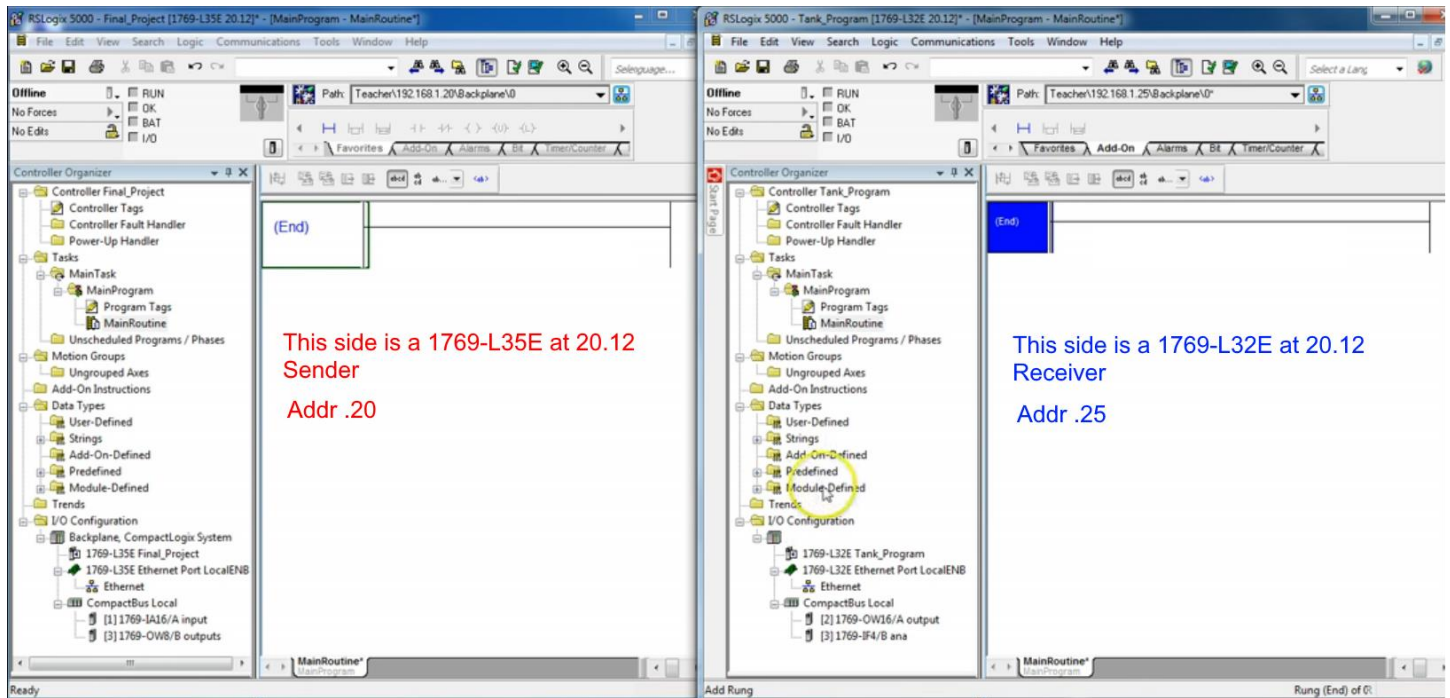 RSLogix 5000 - Final_Project [1769-L35E 20.12]* - [MainProgram - MainRoutine*]
File Edit View Search Logic Communications Tools Window Help
Selenguage...
Offline
RUN
Path: Teacher\192.168.1.20\Backplane\0
No Forces
OK
BAT
No Edits
I/O
Favorites Add-On Alarms Bit Timer/Counter
Controller Organizer
Controller Final_Project
Controller Tags
Controller Fault Handler
Power-Up Handler
Tasks
MainTask
MainProgram
Program Tags
MainRoutine
Unscheduled Programs / Phases
Motion Groups
Ungrouped Axes
Add-On Instructions
Data Types
User-Defined
Strings
Add-On-Defined
Predefined
Module-Defined
Trends
I/O Configuration
Backplane, CompactLogix System
1769-L35E Final_Project
1769-L35E Ethernet Port LocalENB
Ethernet
CompactBus Local
[1] 1769-IA16/A input
[3] 1769-OW8/B outputs
(End)
This side is a 1769-L35E at 20.12
Sender
Addr .20
MainRoutine*
MainProgram
Ready
RSLogix 5000 - Tank_Program [1769-L32E 20.12]* - [MainProgram - MainRoutine*]
File Edit View Search Logic Communications Tools Window Help
Select a Lang
Offline
RUN
Path: Teacher\192.168.1.25\Backplane\0*
No Forces
OK
BAT
No Edits
I/O
Favorites Add-On Alarms Bit Timer/Counter
Start Page
Controller Organizer
Controller Tank_Program
Controller Tags
Controller Fault Handler
Power-Up Handler
Tasks
MainTask
MainProgram
Program Tags
MainRoutine
Unscheduled Programs / Phases
Motion Groups
Ungrouped Axes
Add-On Instructions
Data Types
User-Defined
Strings
Add-On-Defined
Predefined
Module-Defined
Trends
I/O Configuration
1769-L32E Tank_Program
1769-L32E Ethernet Port LocalENB
Ethernet
CompactBus Local
[2] 1769-OW16/A output
[3] 1769-IF4/B ana
(End)
This side is a 1769-L32E at 20.12
Receiver
Addr .25
MainRoutine*
MainProgram
Add Rung
Rung (End) of